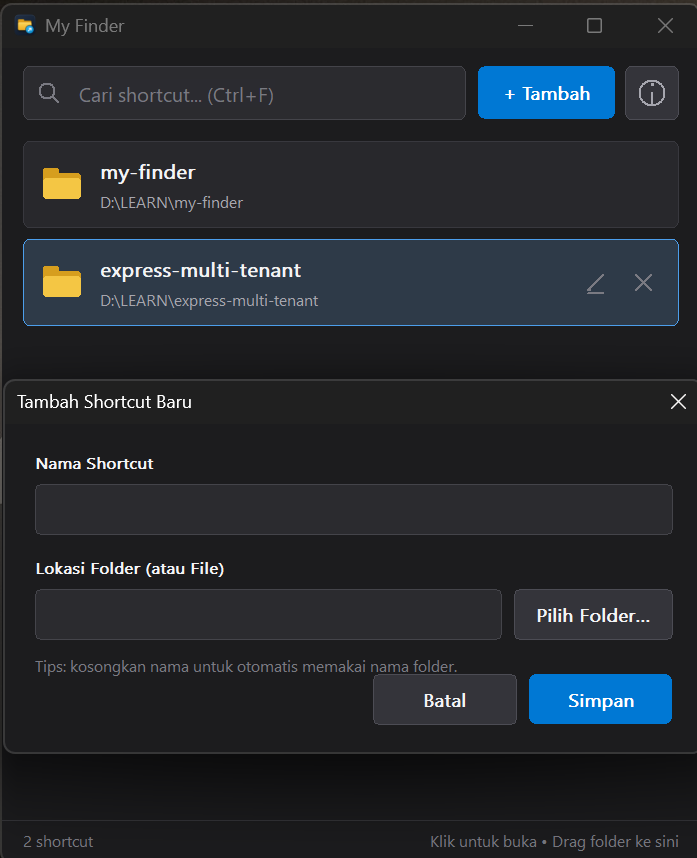 My Finder
Cari shortcut... (Ctrl+F)
+ Tambah
my-finder
D:\LEARN\my-finder
express-multi-tenant
D:\LEARN\express-multi-tenant
Tambah Shortcut Baru
Nama Shortcut
Lokasi Folder (atau File)
Pilih Folder...
Tips: kosongkan nama untuk otomatis memakai nama folder.
Batal
Simpan
2 shortcut
Klik untuk buka • Drag folder ke sini